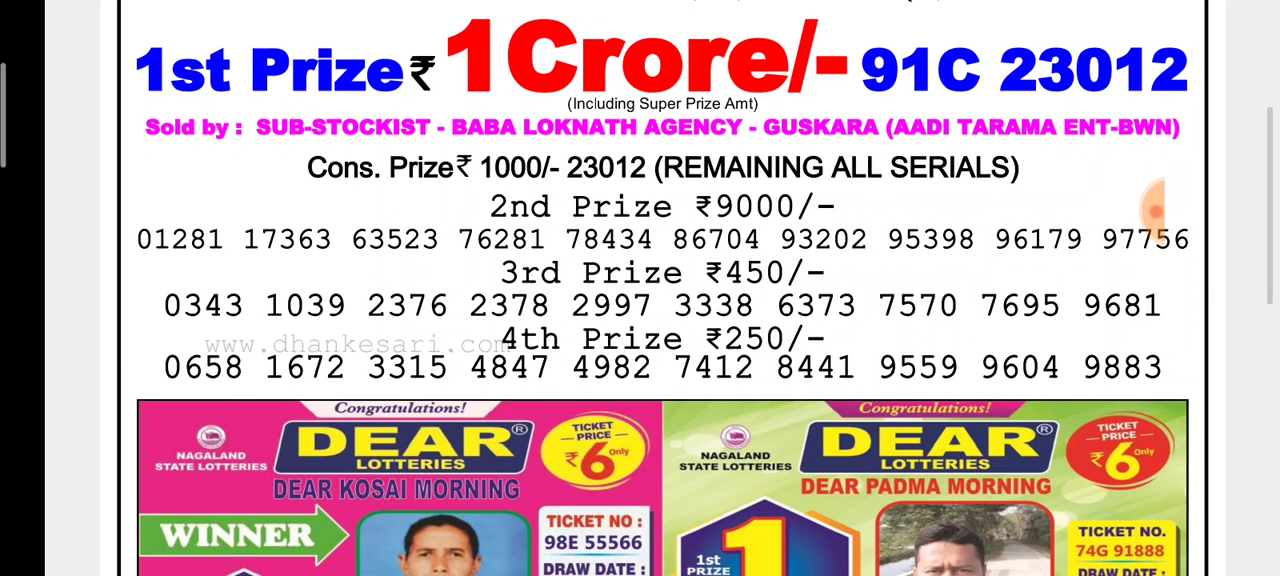 1st Prize ₹ 1 Crore/- 91C 23012
(Including Super Prize Amt)
Sold by : SUB-STOCKIST - BABA LOKNATH AGENCY - GUSKARA (AADI TARAMA ENT-BWN)
Cons. Prize ₹ 1000/- 23012 (REMAINING ALL SERIALS)
2nd Prize ₹9000/-
01281 17363 63523 76281 78434 86704 93202 95398 96179 97756
3rd Prize ₹450/-
0343 1039 2376 2378 2997 3338 6373 7570 7695 9681
www.dhankesari.com
4th Prize ₹250/-
0658 1672 3315 4847 4982 7412 8441 9559 9604 9883
Congratulations!
NAGALAND
STATE LOTTERIES
DEAR®
LOTTERIES
TICKET
PRICE
₹6 Only
DEAR KOSAI MORNING
WINNER
TICKET NO :
98E 55566
DRAW DATE :
Congratulations!
NAGALAND
STATE LOTTERIES
DEAR®
LOTTERIES
TICKET
PRICE
₹6 Only
DEAR PADMA MORNING
1st
PRIZE
1
TICKET NO.
74G 91888
DRAW DATE :